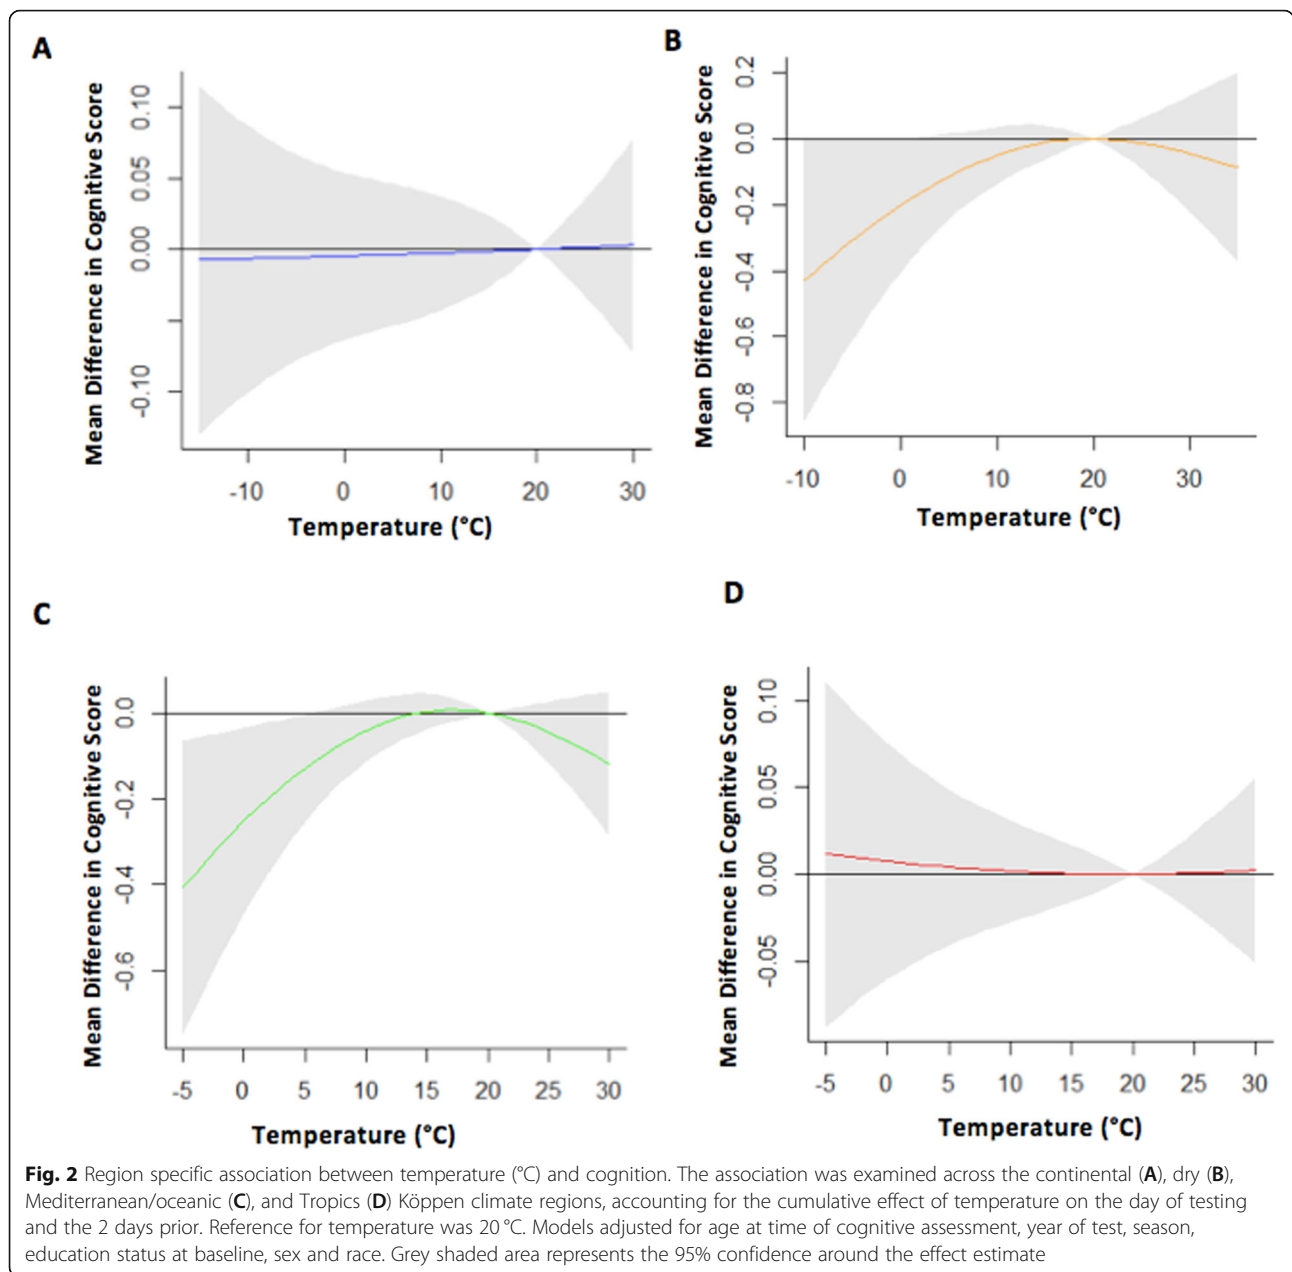 A
Mean Difference in Cognitive Score
0.10
0.05
0.00
-0.10
-10 0 10 20 30
Temperature (°C)
B
Mean Difference in Cognitive Score
0.2
0.0
-0.2
-0.4
-0.6
-0.8
-10 0 10 20 30
Temperature (°C)
C
Mean Difference in Cognitive Score
0.0
-0.2
-0.4
-0.6
-5 0 5 10 15 20 25 30
Temperature (°C)
D
Mean Difference in Cognitive Score
0.10
0.05
0.00
-0.05
-5 0 5 10 15 20 25 30
Temperature (°C)
Fig. 2 Region specific association between temperature (°C) and cognition. The association was examined across the continental (A), dry (B),
Mediterranean/oceanic (C), and Tropics (D) Köppen climate regions, accounting for the cumulative effect of temperature on the day of testing
and the 2 days prior. Reference for temperature was 20 °C. Models adjusted for age at time of cognitive assessment, year of test, season,
education status at baseline, sex and race. Grey shaded area represents the 95% confidence around the effect estimate